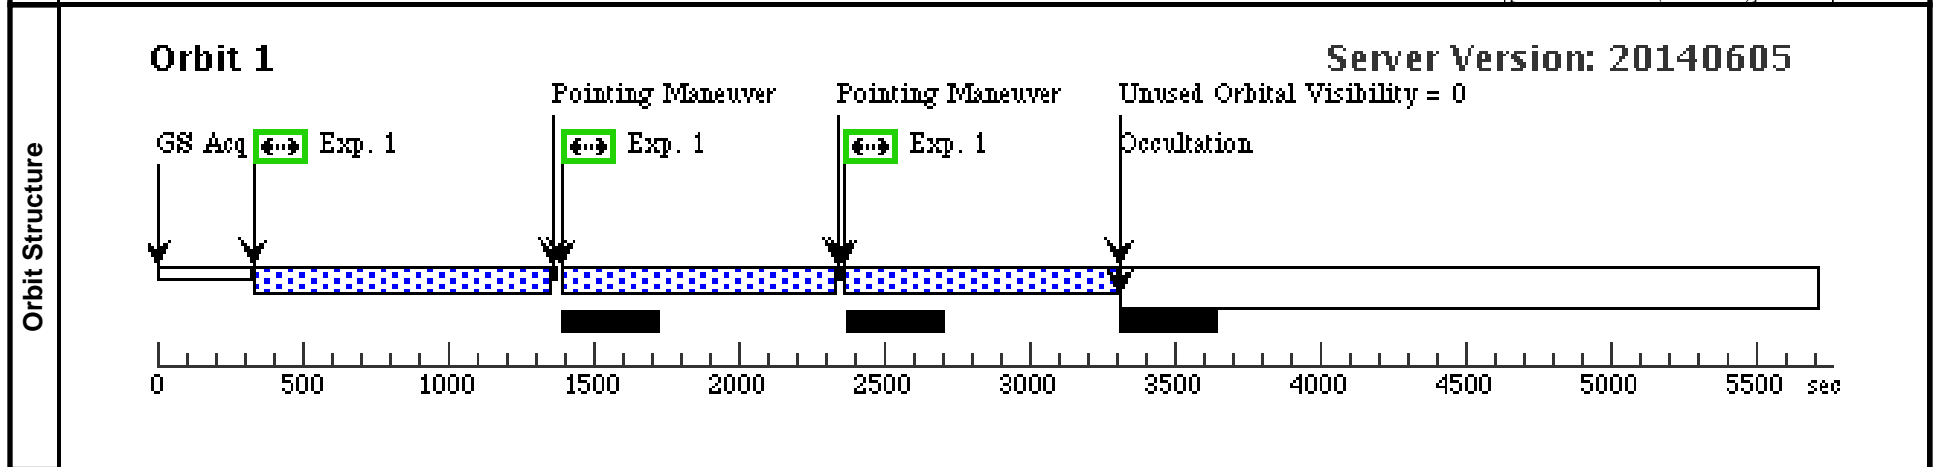 Orbit Structure
Orbit 1
Server Version: 20140605
Pointing Maneuver
Pointing Maneuver
Unused Orbital Visibility = 0
GS Acq
Exp. 1
Exp. 1
Exp. 1
Occultation
0 500 1000 1500 2000 2500 3000 3500 4000 4500 5000 5500 sec